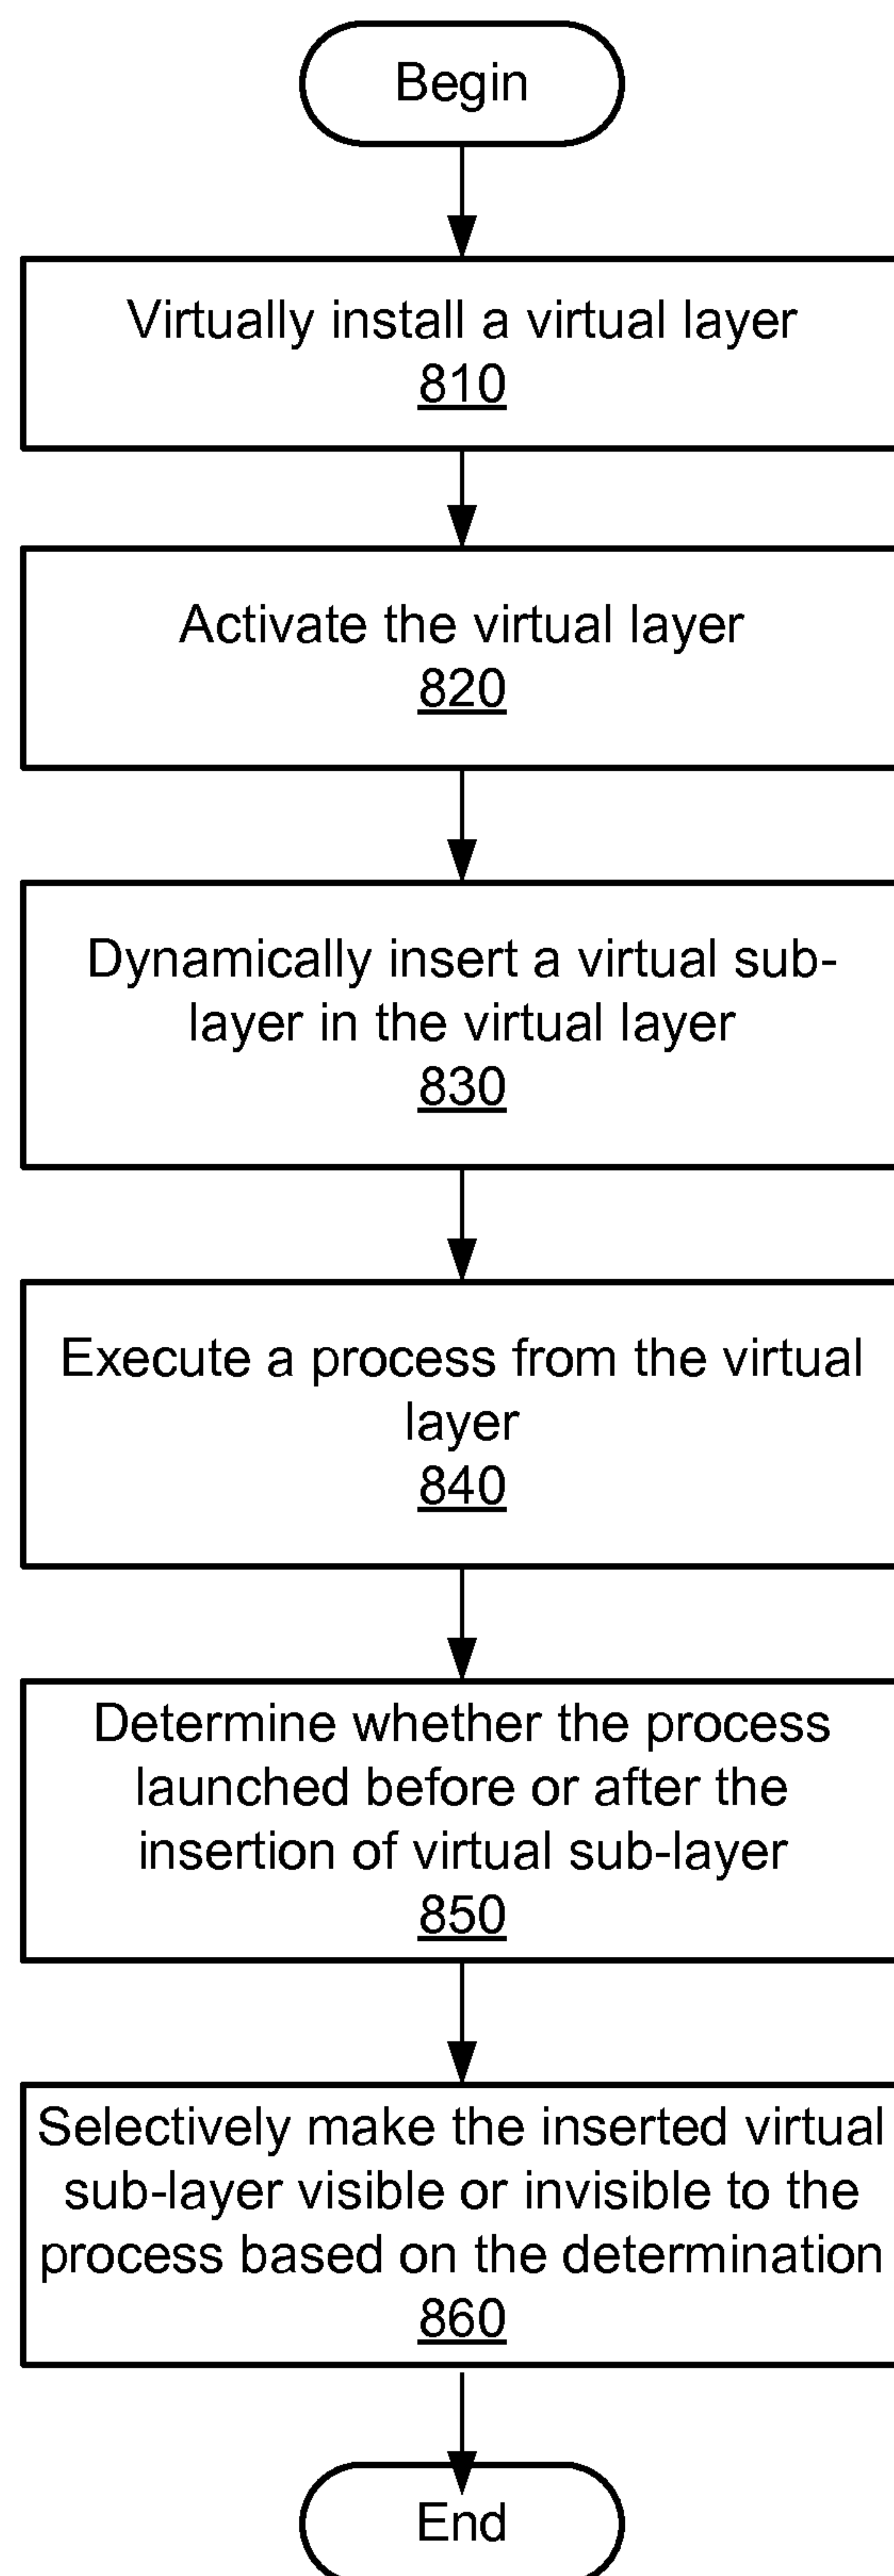 Begin
Virtually install a virtual layer
810
Activate the virtual layer
820
Dynamically insert a virtual sub-
layer in the virtual layer
830
Execute a process from the virtual
layer
840
Determine whether the process
launched before or after the
insertion of virtual sub-layer
850
Selectively make the inserted virtual
sub-layer visible or invisible to the
process based on the determination
860
End